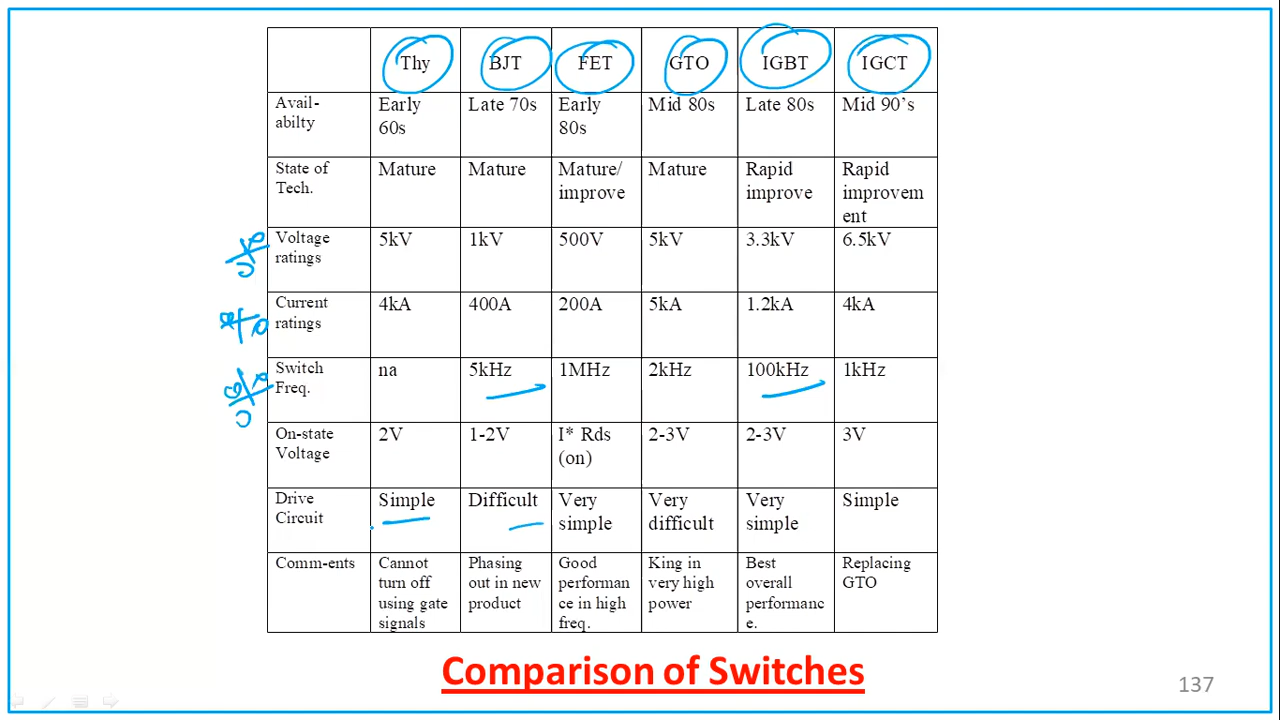 Thy BJT FET GTO IGBT IGCT
Avail- Early Late 70s Early Mid 80s Late 80s Mid 90's
abilty 60s 80s
State of Mature Mature Mature/ Mature Rapid Rapid
Tech. improve improve improvem
ent
Voltage 5kV 1kV 500V 5kV 3.3kV 6.5kV
ratings
Current 4kA 400A 200A 5kA 1.2kA 4kA
ratings
Switch na 5kHz 1MHz 2kHz 100kHz 1kHz
Freq.
On-state 2V 1-2V I* Rds 2-3V 2-3V 3V
Voltage (on)
Drive Simple Difficult Very Very Very Simple
Circuit simple difficult simple
Comm-ents Cannot Phasing Good King in Best Replacing
turn off out in new performan very high overall GTO
using gate product ce in high power performanc
signals freq. e.
Comparison of Switches
137